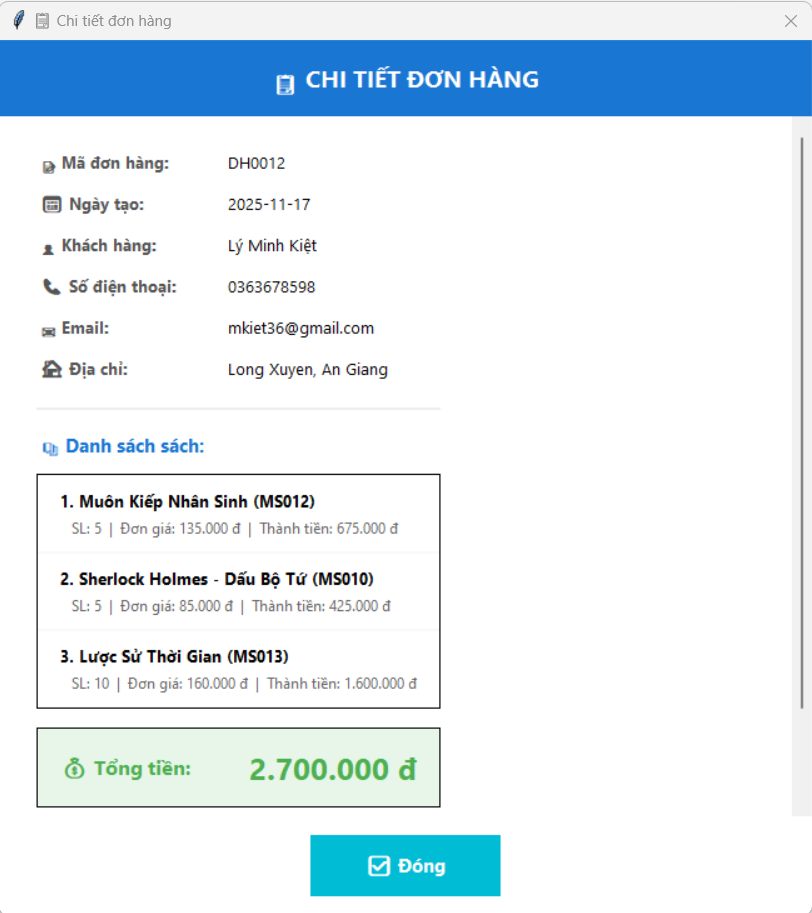 Chi tiết đơn hàng
CHI TIẾT ĐƠN HÀNG
Mã đơn hàng: DH0012
Ngày tạo: 2025-11-17
Khách hàng: Lý Minh Kiệt
Số điện thoại: 0363678598
Email: mkiet36@gmail.com
Địa chỉ: Long Xuyen, An Giang
Danh sách sách:
1. Muôn Kiếp Nhân Sinh (MS012)
SL: 5 | Đơn giá: 135.000 đ | Thành tiền: 675.000 đ
2. Sherlock Holmes - Dấu Bộ Tứ (MS010)
SL: 5 | Đơn giá: 85.000 đ | Thành tiền: 425.000 đ
3. Lược Sử Thời Gian (MS013)
SL: 10 | Đơn giá: 160.000 đ | Thành tiền: 1.600.000 đ
Tổng tiền: 2.700.000 đ
Đóng